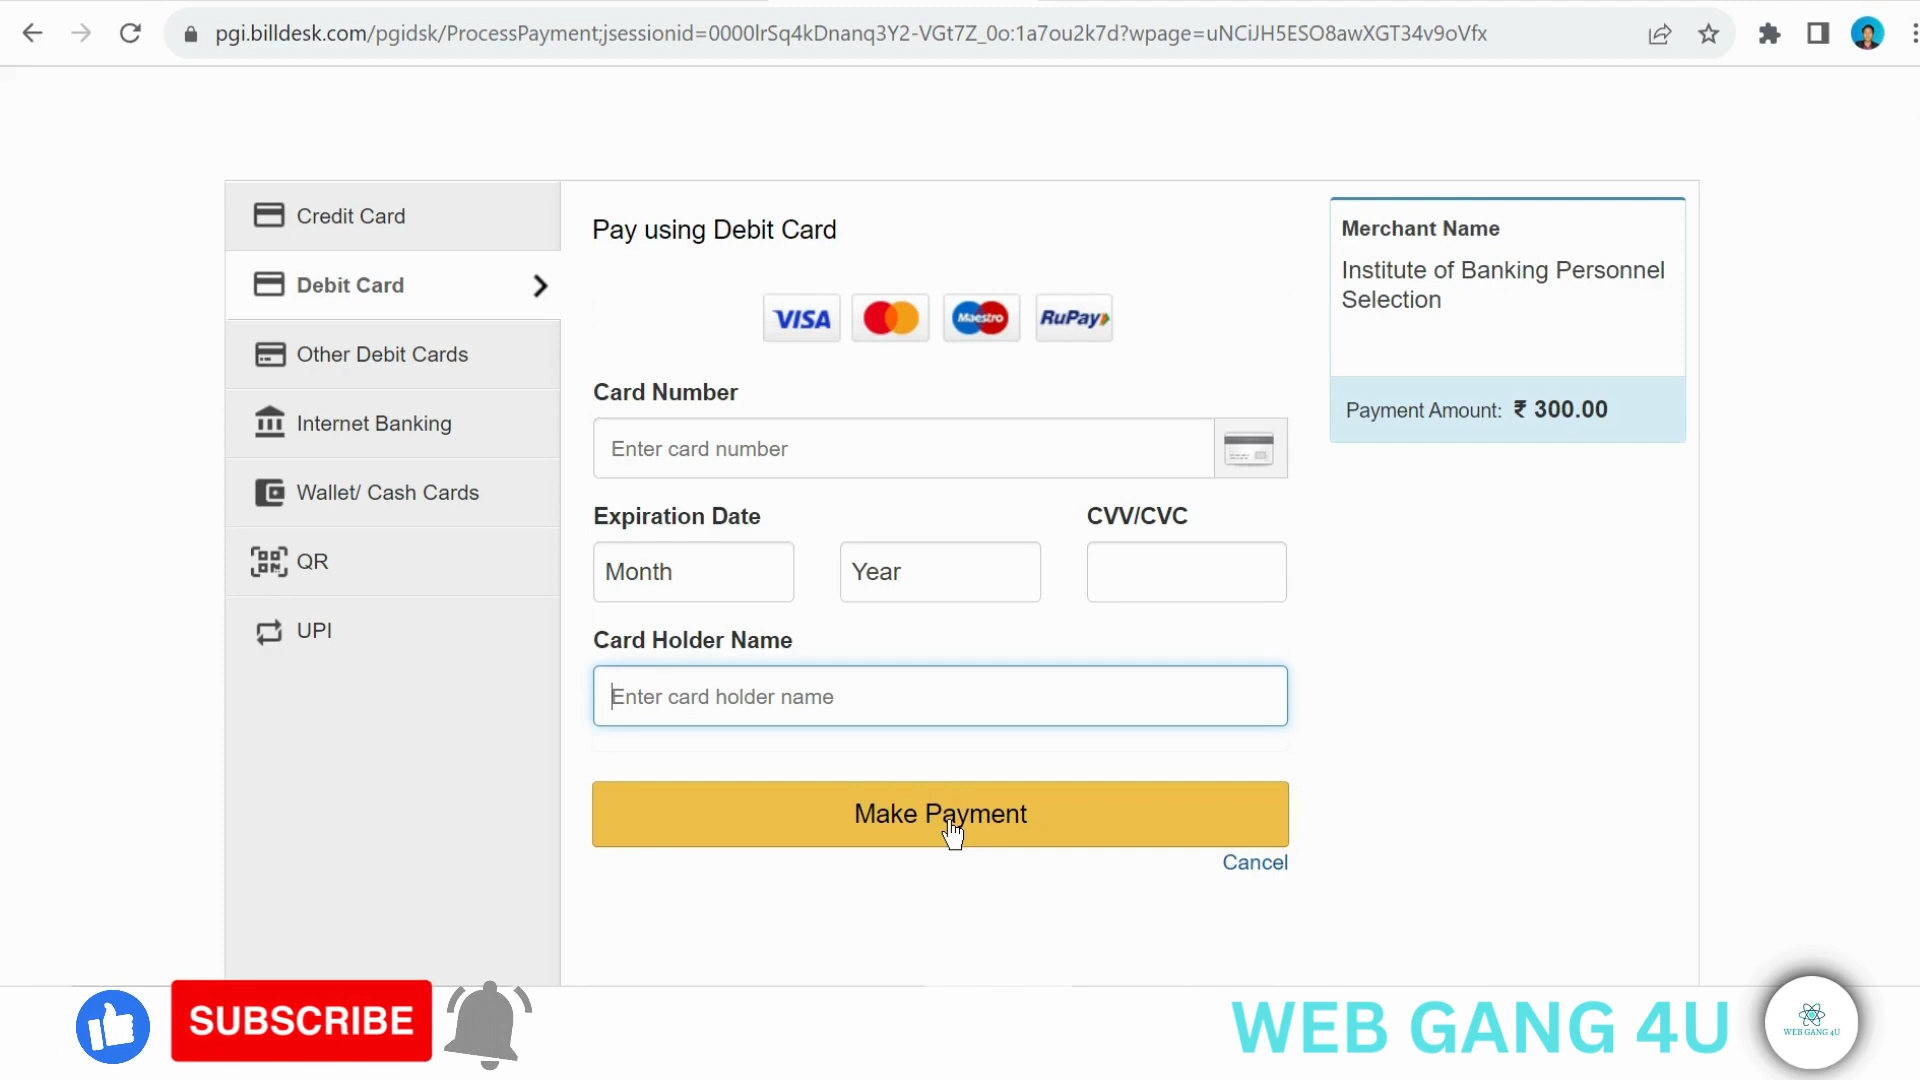 pgi.billdesk.com/pgidsk/ProcessPayment;jsessionid=0000lrSq4kDnanq3Y2-VGt7Z_0o:1a7ou2k7d?wpage=uNCiJH5ESO8awXGT34v9oVfx
Credit Card
Debit Card
Other Debit Cards
Internet Banking
Wallet/ Cash Cards
QR
UPI
Pay using Debit Card
VISA
Maestro
RuPay
Card Number
Enter card number
Expiration Date
CVV/CVC
Month
Year
Card Holder Name
Enter card holder name
Make Payment
Cancel
Merchant Name
Institute of Banking Personnel
Selection
Payment Amount: ₹ 300.00
SUBSCRIBE
WEB GANG 4U
WEB GANG 4U